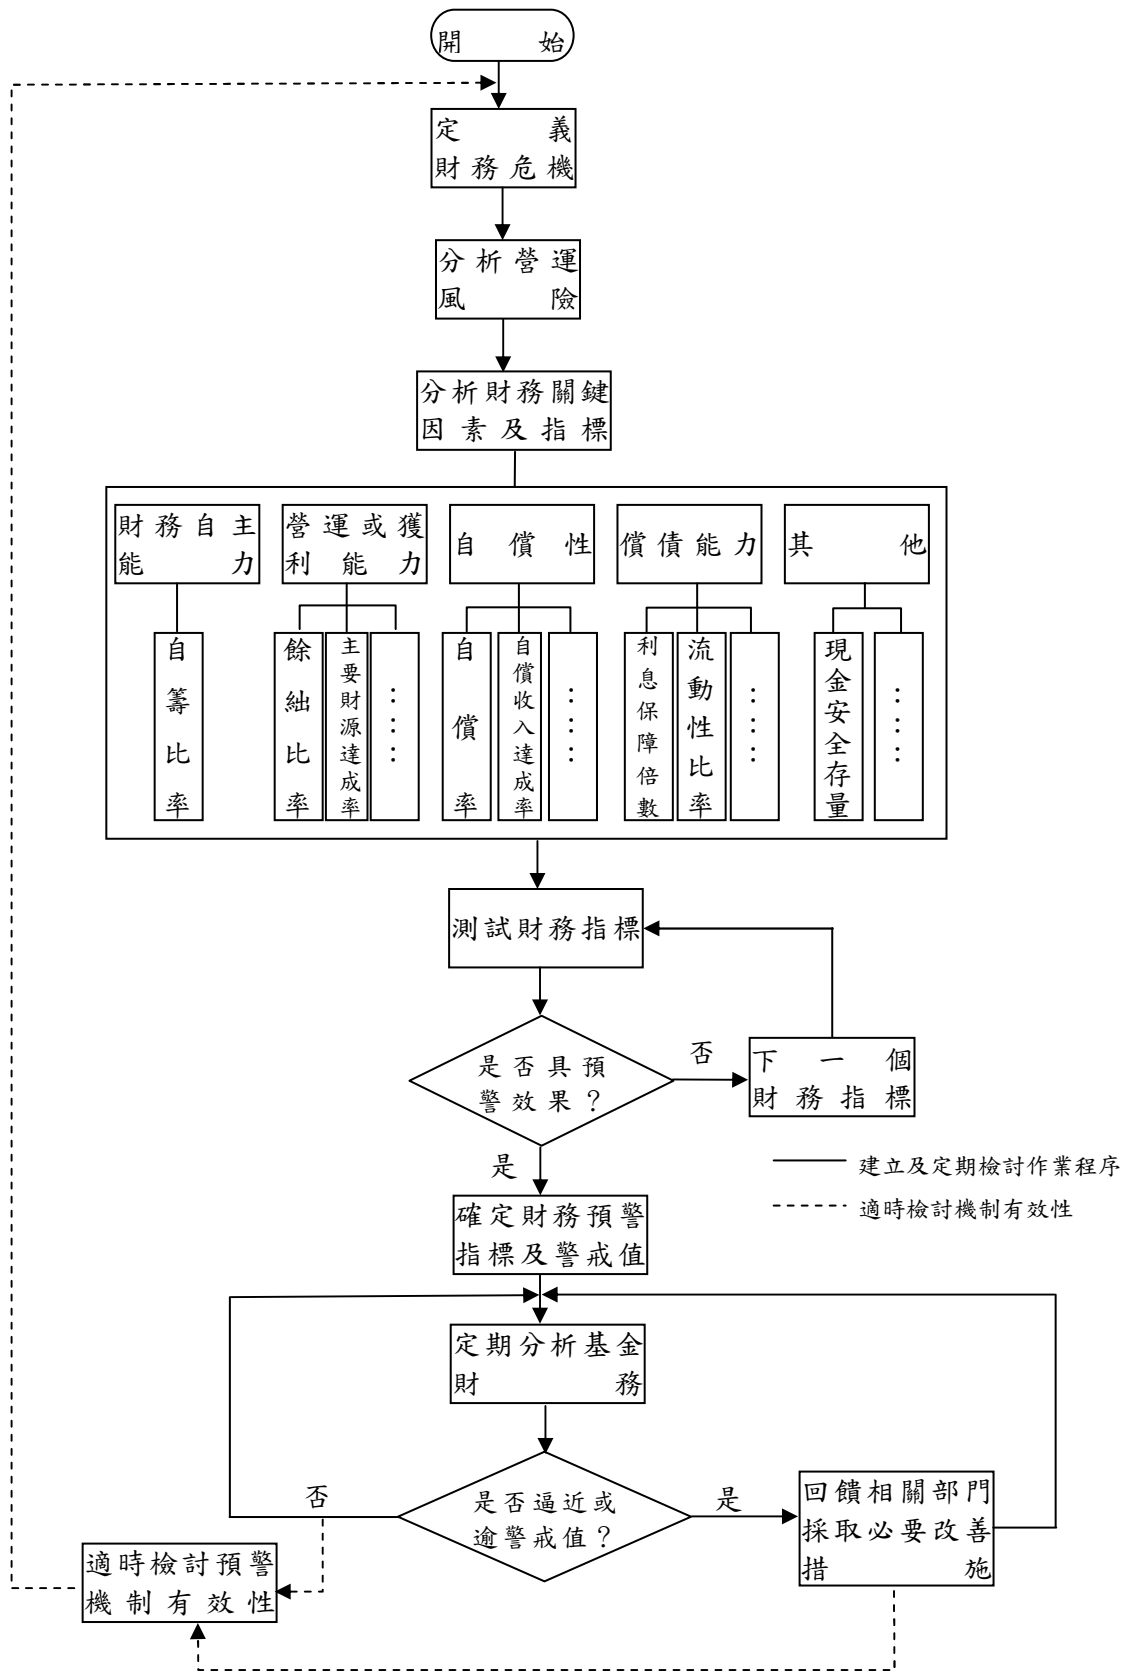 開始
定義
財務危機
分析營運
風險
分析財務關鍵
因素及指標
財務自主
能力
營運或獲
利能力
自償性
償債能力
其他
自籌比率
餘絀比率
主要財源達成率
……
自償率
自償收入達成率
……
利息保障倍數
流動性比率
……
現金安全存量
……
測試財務指標
是否具預
警效果？
否
下一個
財務指標
是
建立及定期檢討作業程序
適時檢討機制有效性
確定財務預警
指標及警戒值
定期分析基金
財務
是否逼近或
逾警戒值？
否
是
回饋相關部門
採取必要改善
措施
適時檢討預警
機制有效性